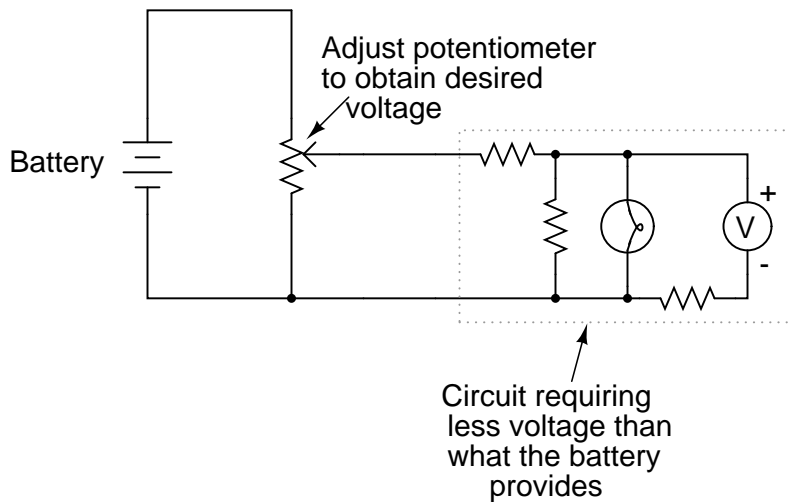 Adjust potentiometer
to obtain desired
voltage
Battery
+
V
-
Circuit requiring
less voltage than
what the battery
provides